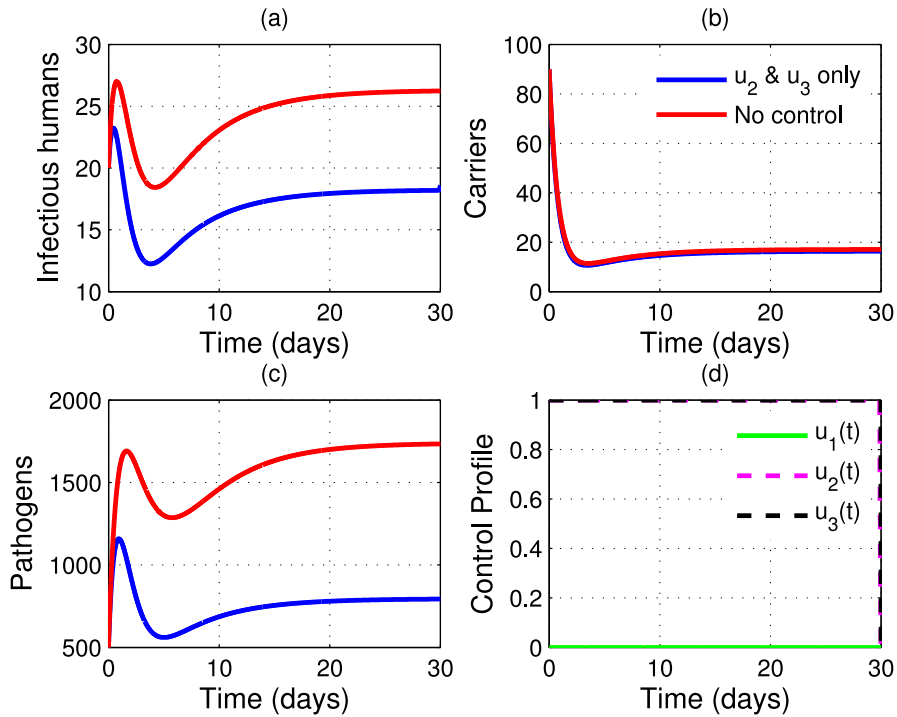 (a)
30
25
20
15
10
Infectious humans
0 10 20 30
Time (days)
(b)
100
80
60
40
20
0
Carriers
u2 & u3 only
No control
0 10 20 30
Time (days)
(c)
2000
1500
1000
500
Pathogens
0 10 20 30
Time (days)
(d)
1
0.8
0.6
0.4
0.2
0
Control Profile
u1(t)
u2(t)
u3(t)
0 10 20 30
Time (days)